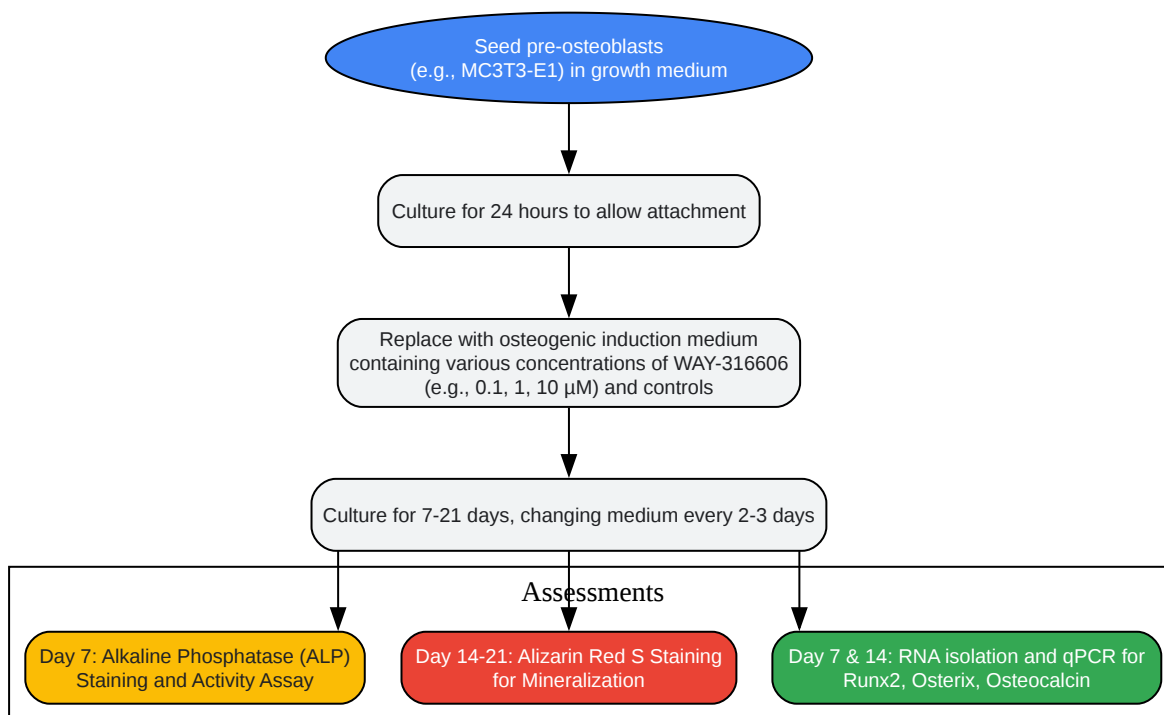 Seed pre-osteoblasts
(e.g., MC3T3-E1) in growth medium
Culture for 24 hours to allow attachment
Replace with osteogenic induction medium
containing various concentrations of WAY-316606
(e.g., 0.1, 1, 10 µM) and controls
Culture for 7-21 days, changing medium every 2-3 days
Assessments
Day 7: Alkaline Phosphatase (ALP)
Staining and Activity Assay
Day 14-21: Alizarin Red S Staining
for Mineralization
Day 7 & 14: RNA isolation and qPCR for
Runx2, Osterix, Osteocalcin